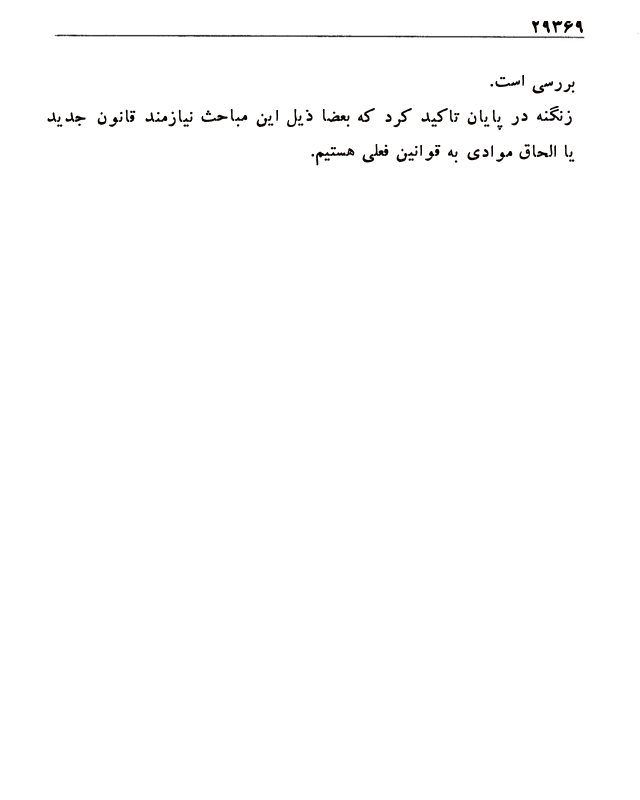 ۲۹۳۶۹
بررسی است.
زنگنه در پایان تاکید کرد که بعضا ذیل این مباحث نیازمند قانون جدید
یا الحاق موادی به قوانین فعلی هستیم.